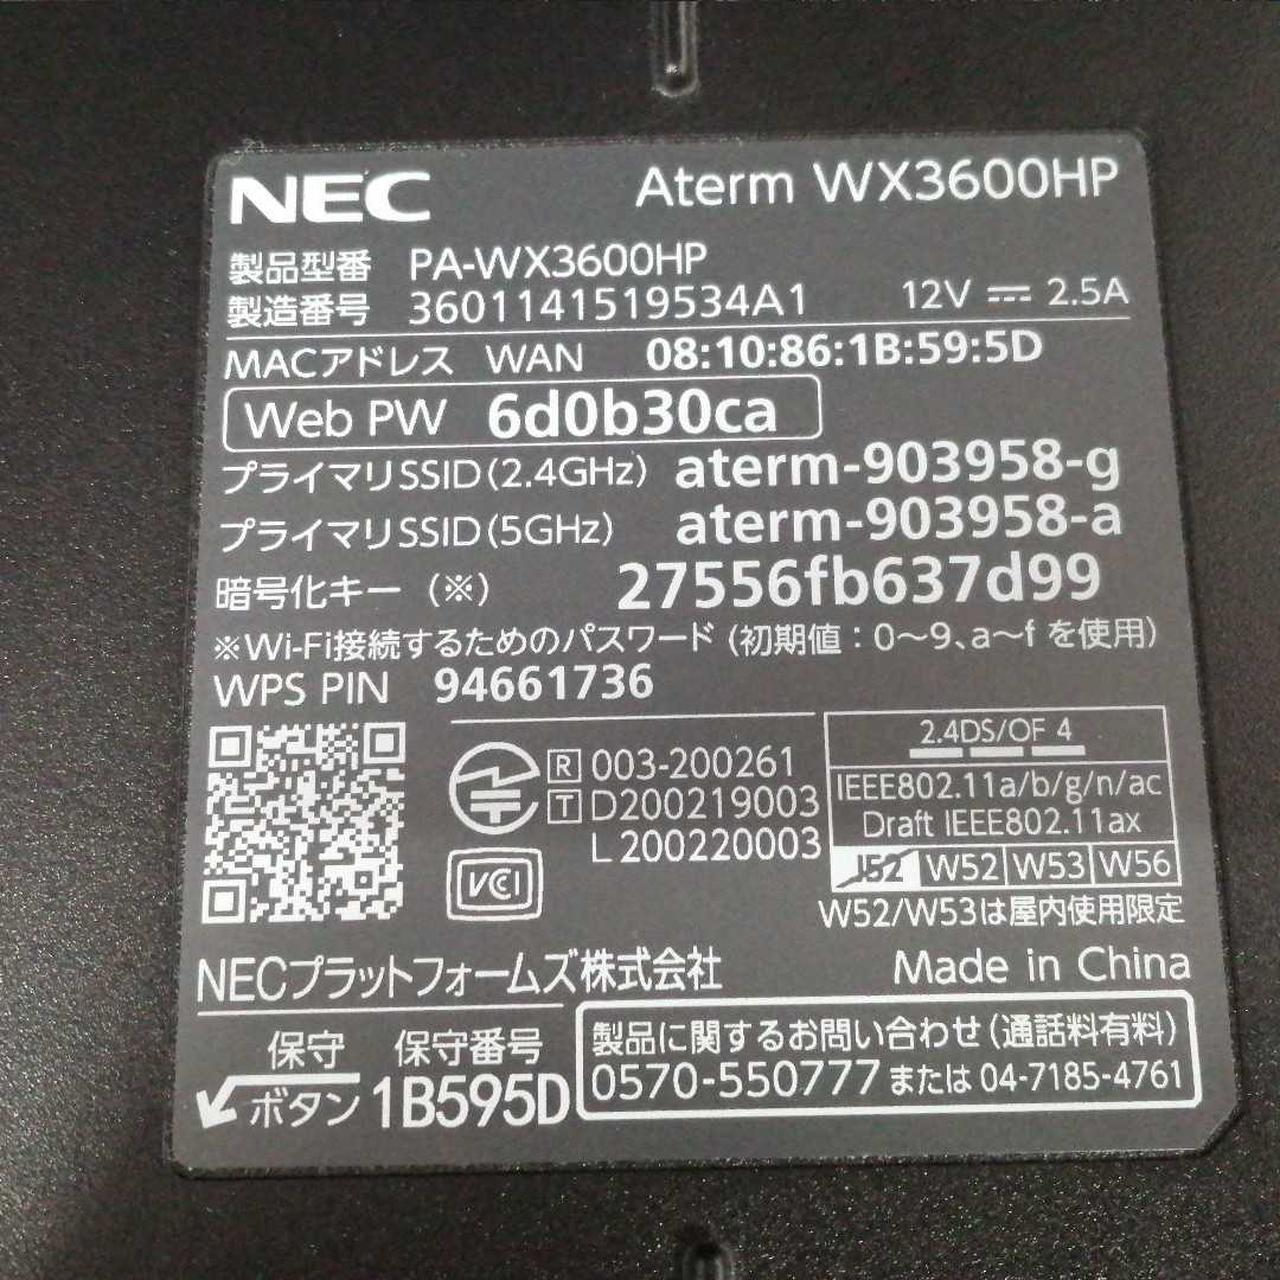 NEC Aterm WX3600HP
製品型番 PA-WX3600HP
製造番号 3601141519534A1 12V ⎓ 2.5A
MACアドレス WAN 08:10:86:1B:59:5D
Web PW 6d0b30ca
プライマリSSID(2.4GHz) aterm-903958-g
プライマリSSID(5GHz) aterm-903958-a
暗号化キー (※) 27556fb637d99
※Wi-Fi接続するためのパスワード (初期値:0~9、a~f を使用)
WPS PIN 94661736
R 003-200261
T D200219003
L200220003
VCI
2.4DS/OF 4
IEEE802.11a/b/g/n/ac
Draft IEEE802.11ax
J52 W52 W53 W56
W52/W53は屋内使用限定
NECプラットフォームズ株式会社 Made in China
保守ボタン
保守番号
1B595D
製品に関するお問い合わせ(通話料有料)
0570-550777 または 04-7185-4761